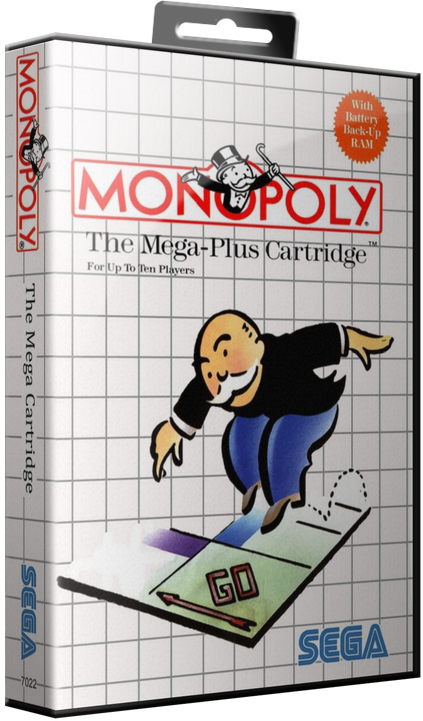 MONOPOLY®
The Mega Cartridge
SEGA
7022
With
Battery
Back-Up
RAM
MONOPOLY®
The Mega-Plus Cartridge™
For Up To Ten Players
GO
SEGA